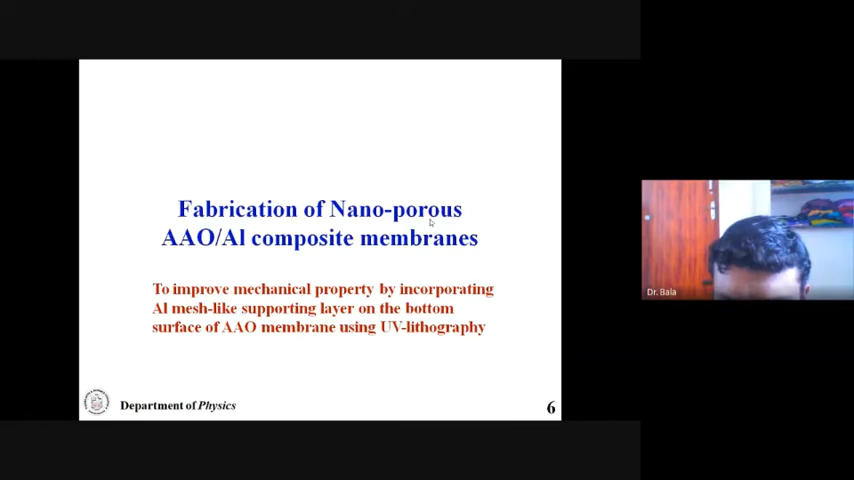 Fabrication of Nano-porous
AAO/Al composite membranes
To improve mechanical property by incorporating
Al mesh-like supporting layer on the bottom
surface of AAO membrane using UV-lithography
Department of Physics
6
Dr. Bala